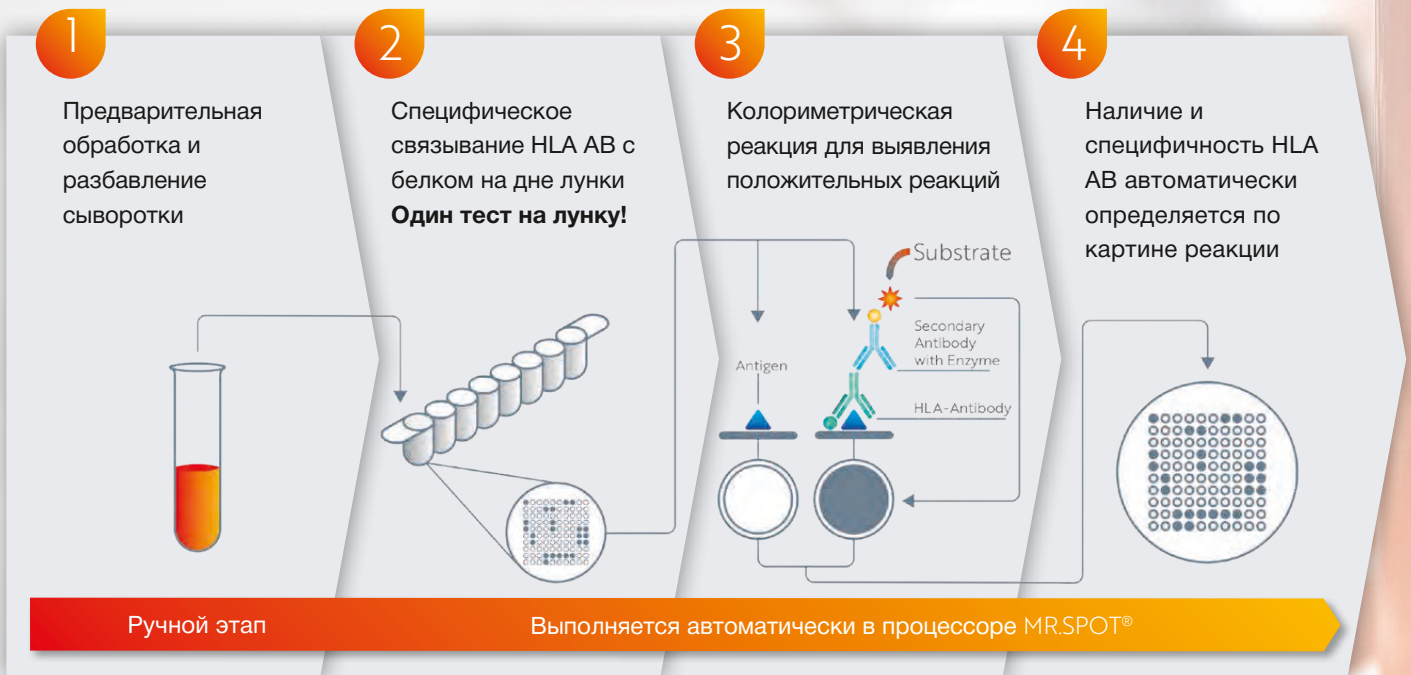 1
Предварительная
обработка и
разбавление
сыворотки
2
Специфическое
связывание HLA АВ с
белком на дне лунки
Один тест на лунку!
3
Колориметрическая
реакция для выявления
положительных реакций
Substrate
Secondary
Antibody
with Enzyme
Antigen
HLA-Antibody
4
Наличие и
специфичность HLA
АВ автоматически
определяется по
картине реакции
Ручной этап
Выполняется автоматически в процессоре MR.SPOT®